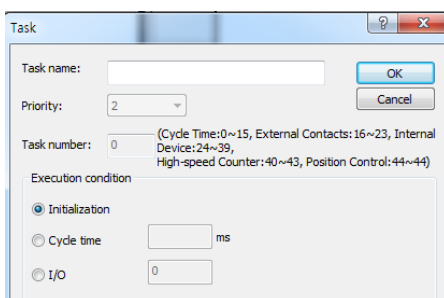 Task
Task name:
OK
Priority: 2
Cancel
Task number: 0 (Cycle Time:0~15, External Contacts:16~23, Internal
Device:24~39,
High-speed Counter:40~43, Position Control:44~44)
Execution condition
Initialization
Cycle time ms
I/O 0